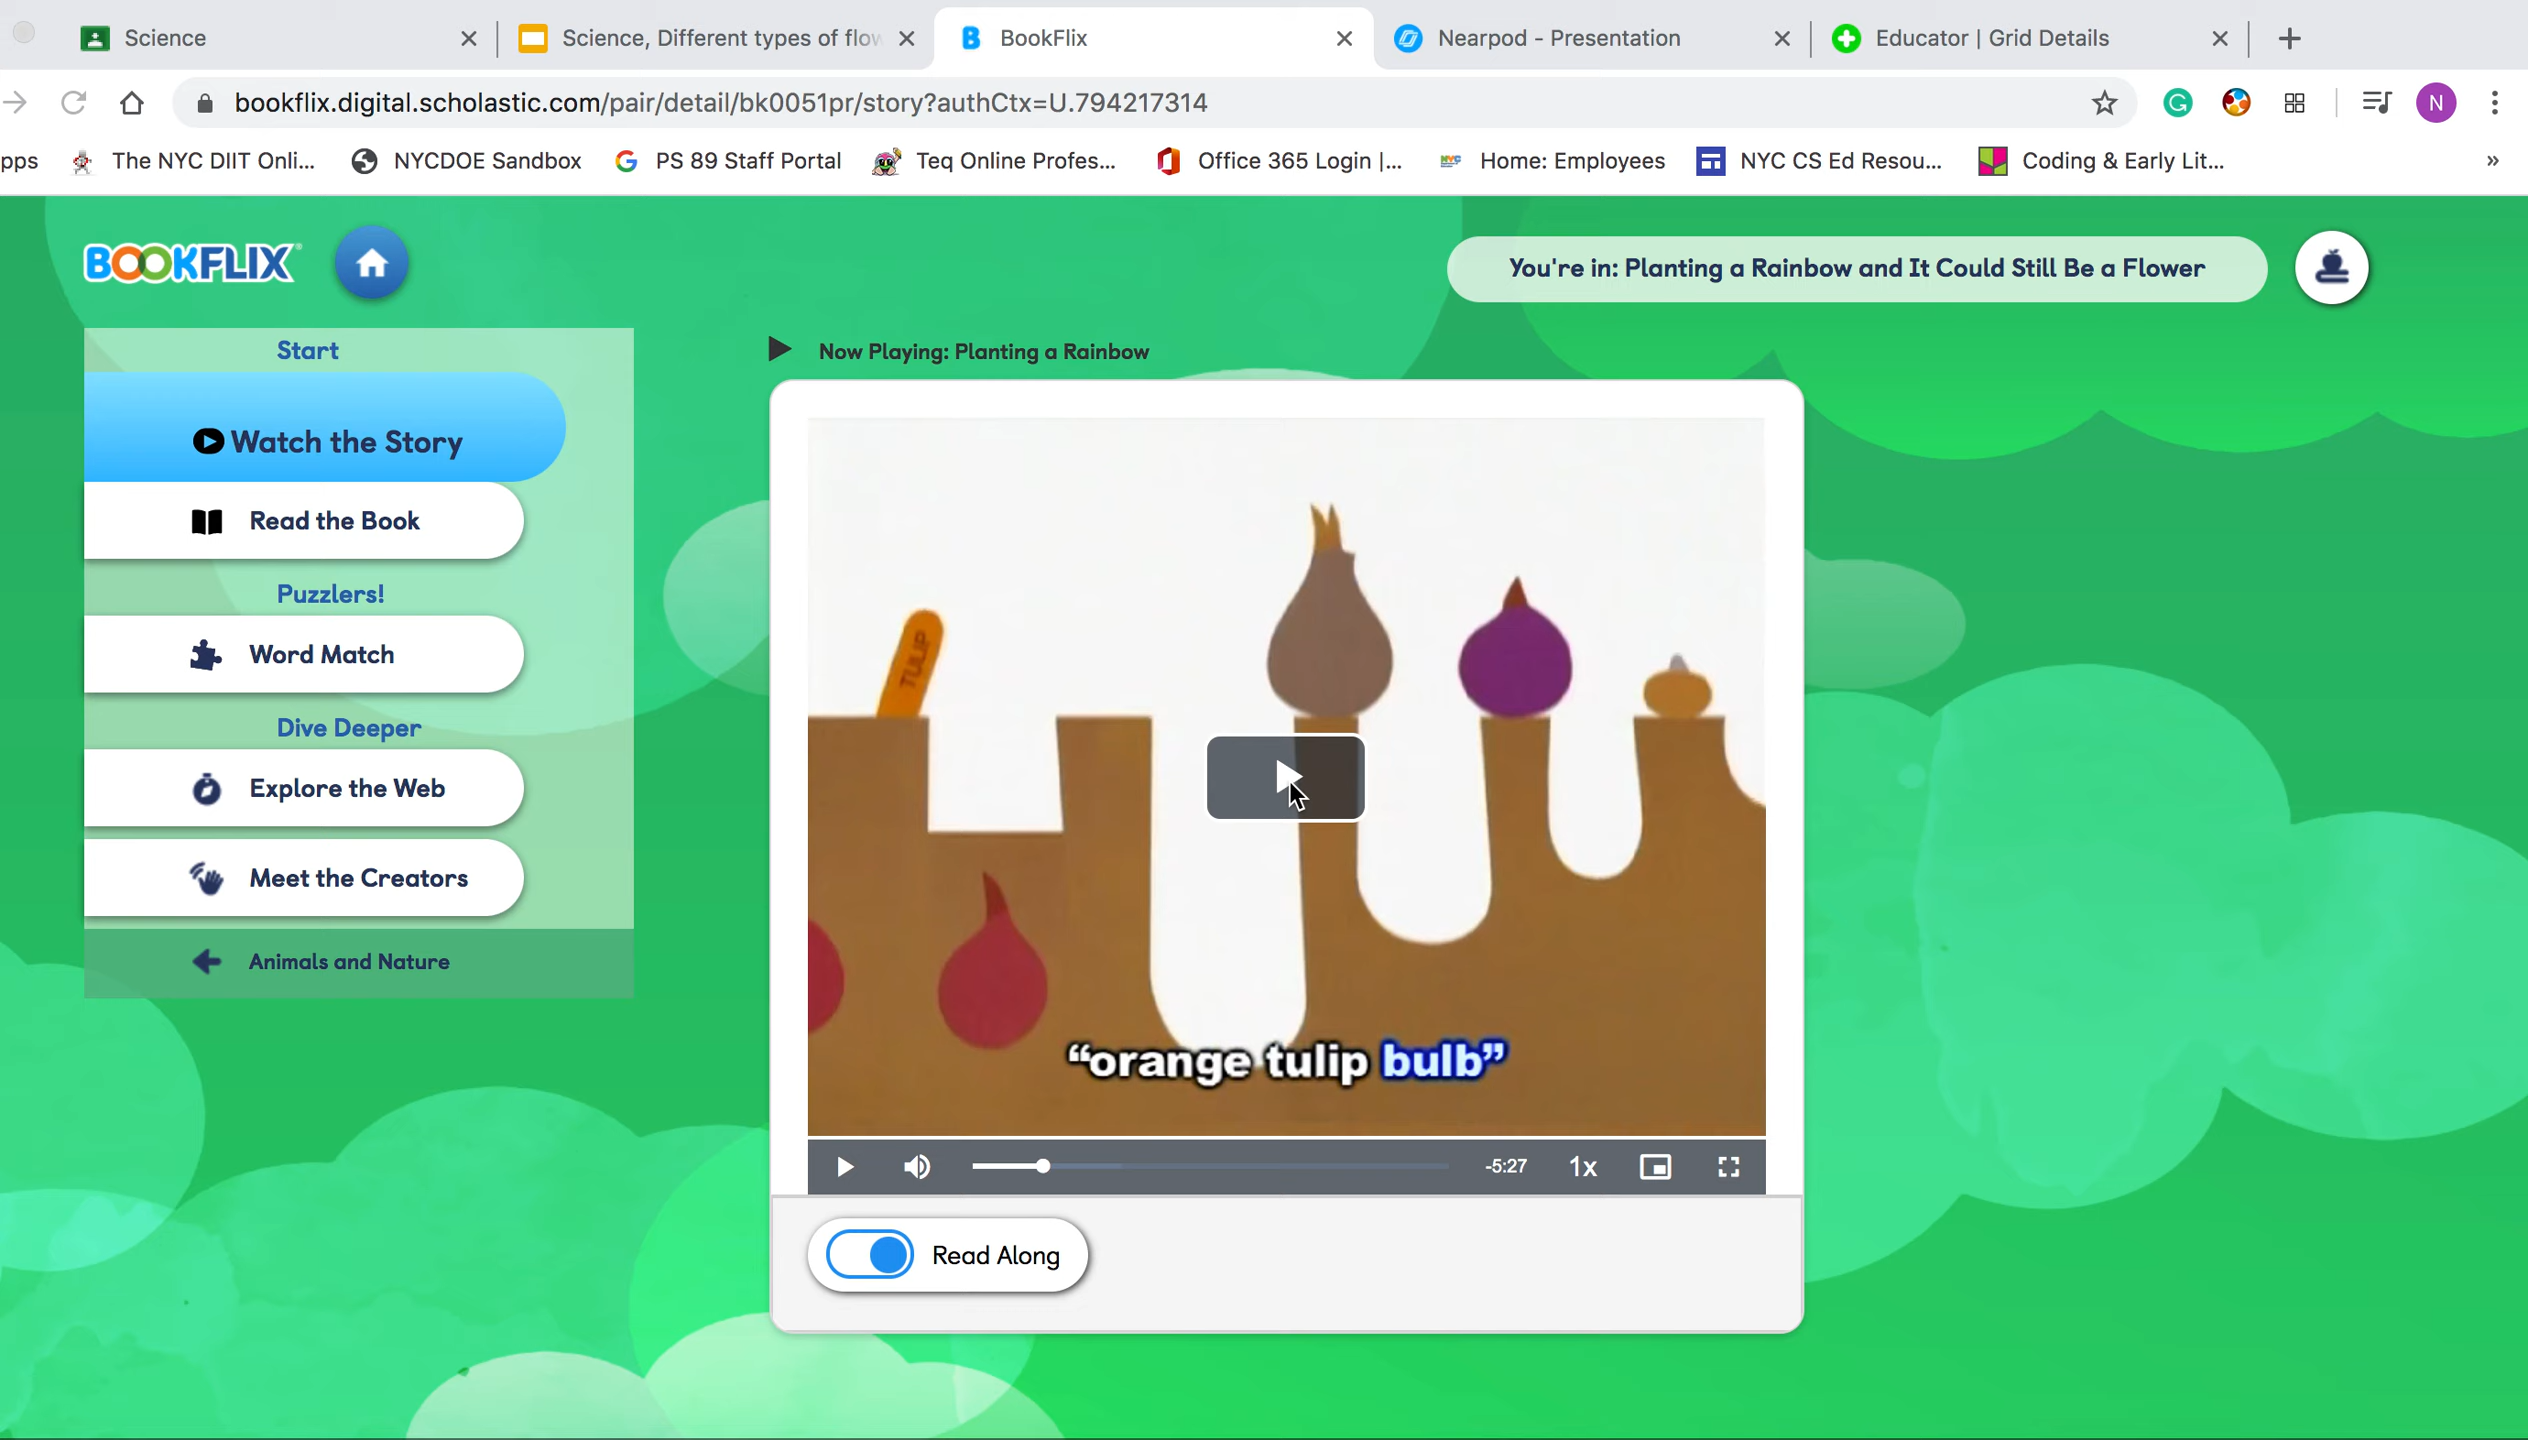 Science
Science, Different types of flow
BookFlix
Nearpod - Presentation
Educator | Grid Details
bookflix.digital.scholastic.com/pair/detail/bk0051pr/story?authCtx=U.794217314
N
pps
The NYC DIIT Onli...
NYCDOE Sandbox
PS 89 Staff Portal
Teq Online Profes...
Office 365 Login |...
Home: Employees
NYC CS Ed Resou...
Coding & Early Lit...
»
BOOKFLIX
You're in: Planting a Rainbow and It Could Still Be a Flower
Start
Now Playing: Planting a Rainbow
Watch the Story
Read the Book
Puzzlers!
Word Match
TULIP
Dive Deeper
Explore the Web
Meet the Creators
Animals and Nature
“orange tulip bulb”
-5:27
1x
Read Along